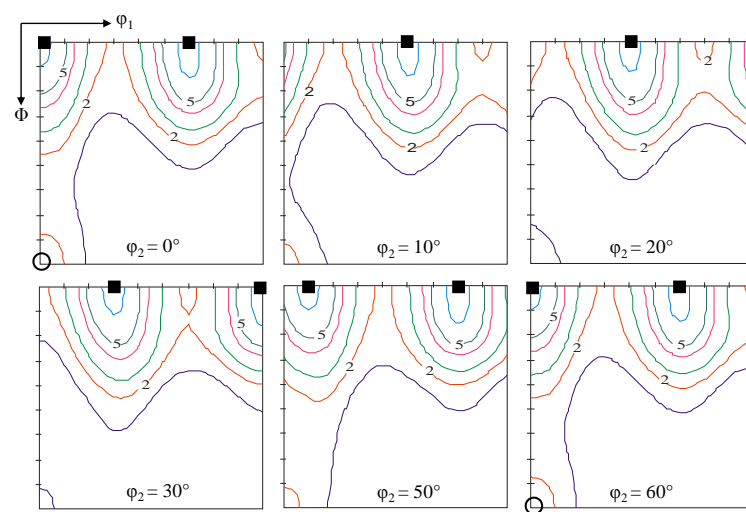 φ₁
Φ
5 2 5 2
φ₂ = 0°
2 5 2
φ₂ = 10°
5 2
φ₂ = 20°
5 2 5
φ₂ = 30°
5 2 5 2
φ₂ = 50°
5 2 5 2
φ₂ = 60°